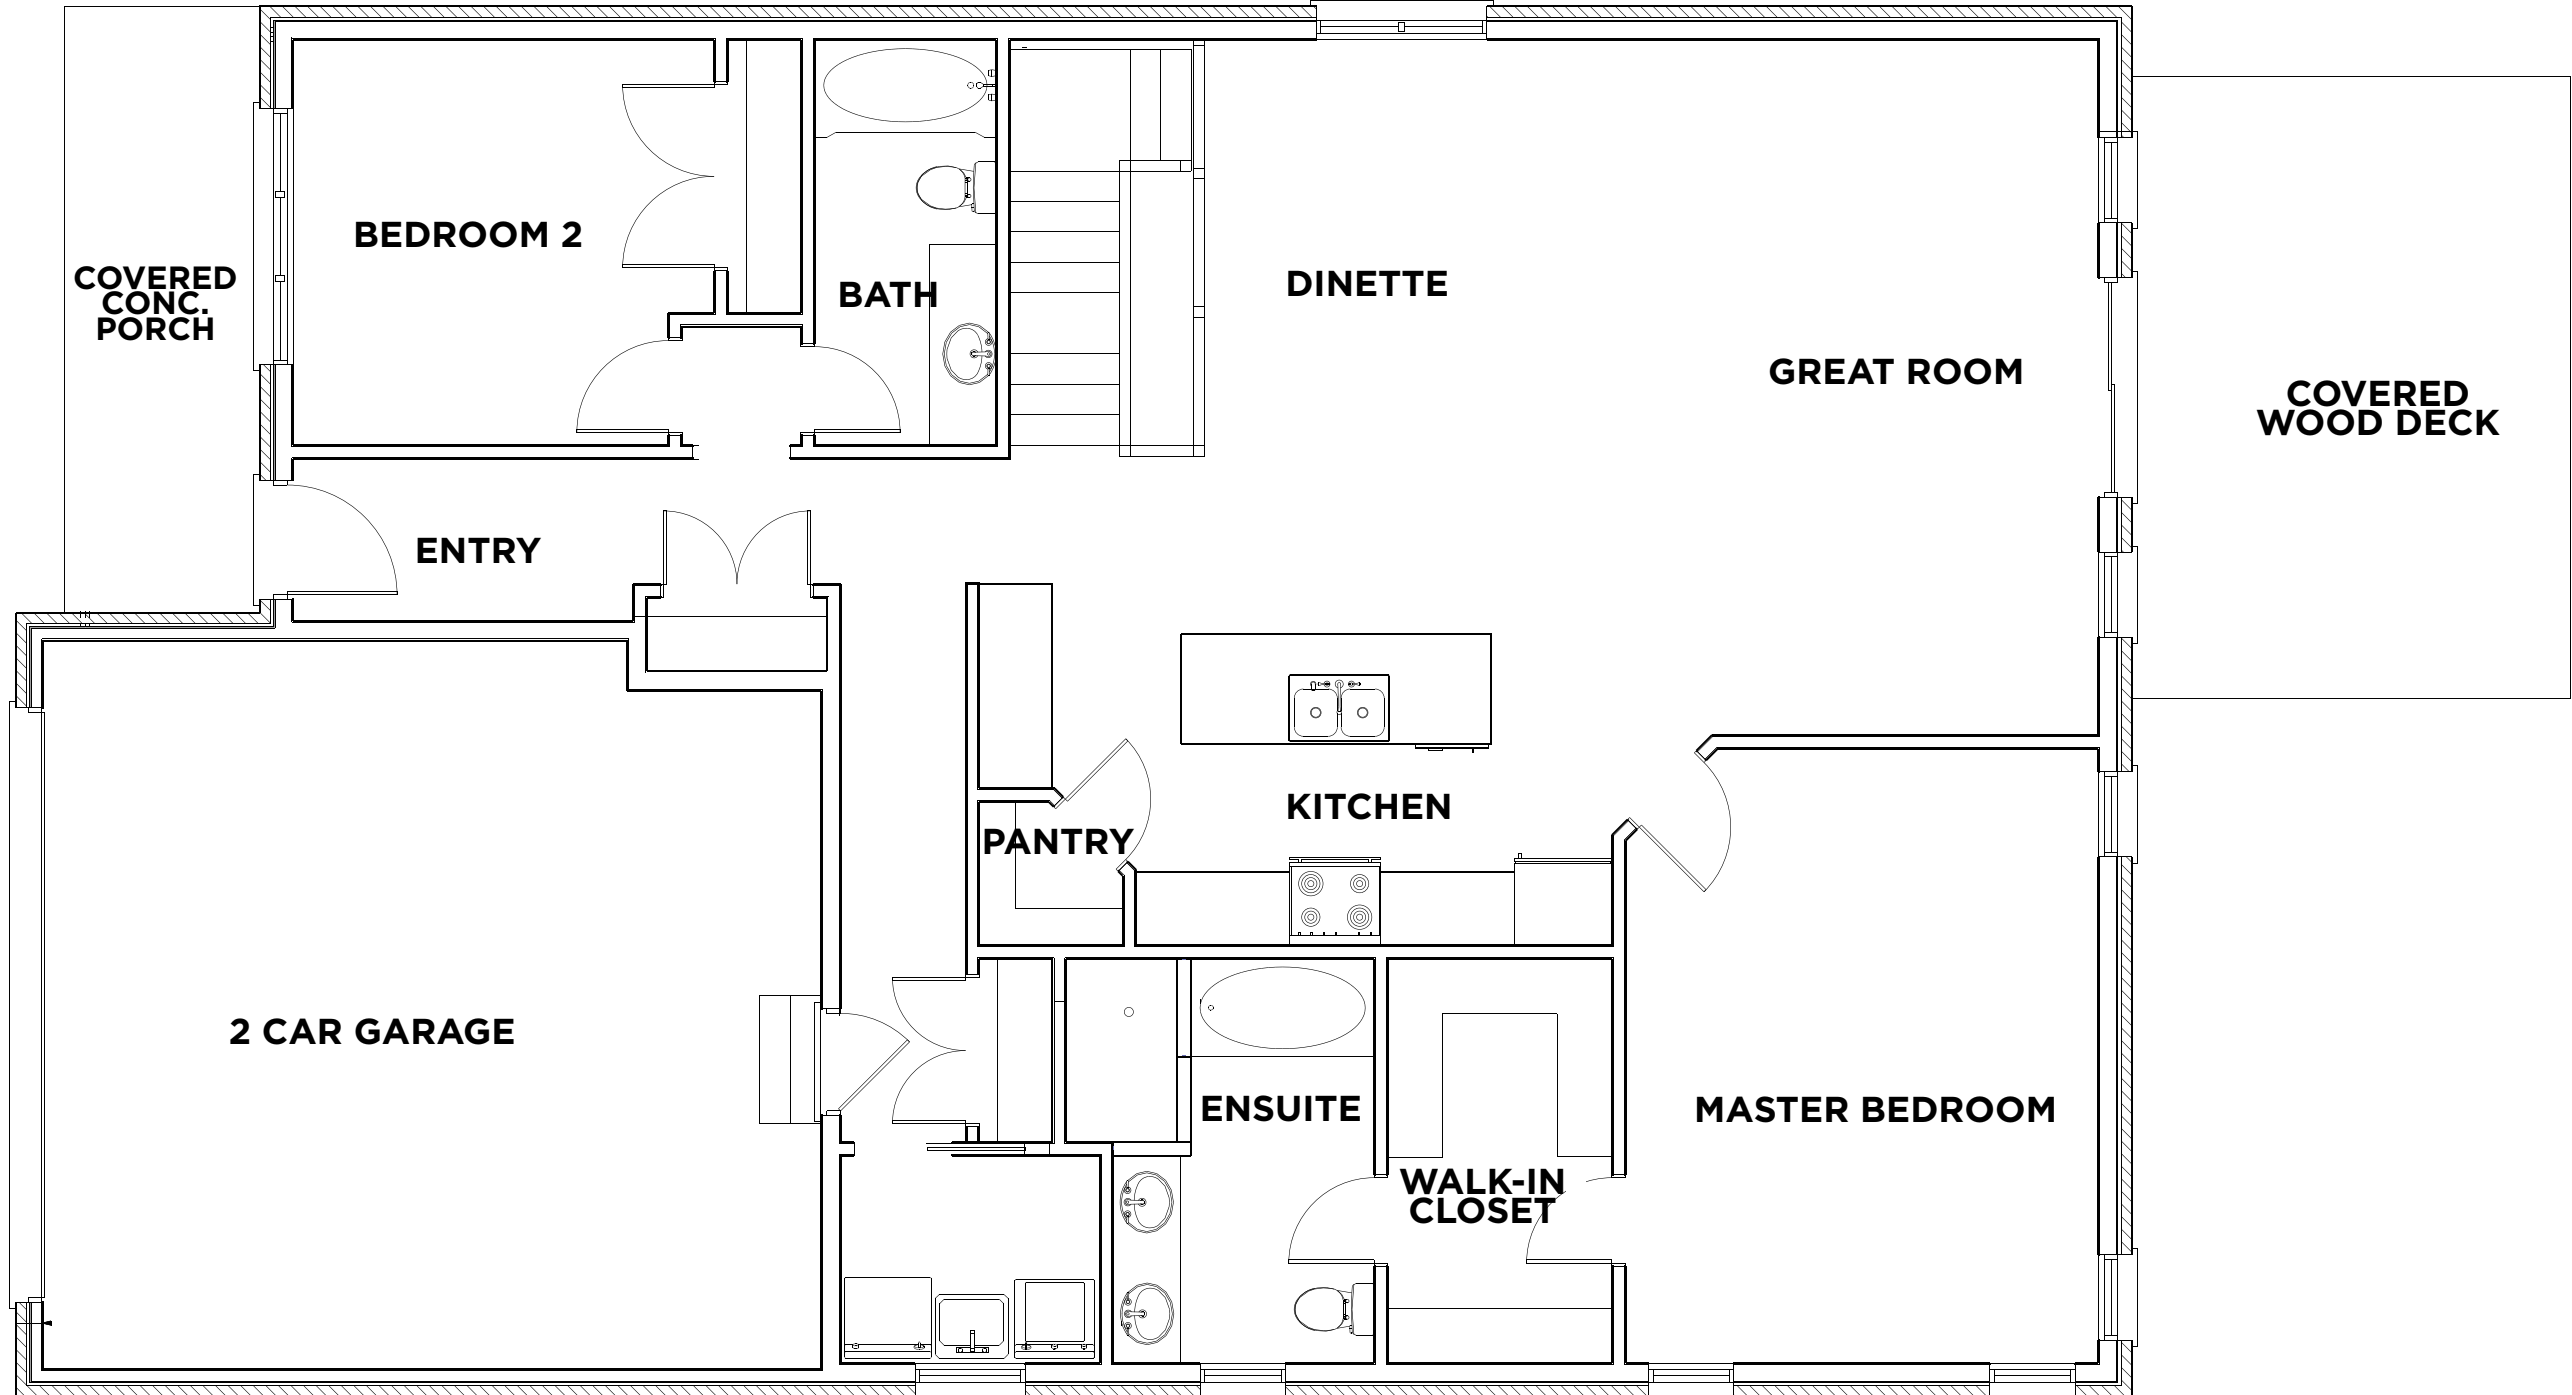 BEDROOM 2
COVERED
CONC.
PORCH
BATH
DINETTE
GREAT ROOM
COVERED
WOOD DECK
ENTRY
KITCHEN
PANTRY
2 CAR GARAGE
ENSUITE
MASTER BEDROOM
WALK-IN
CLOSET